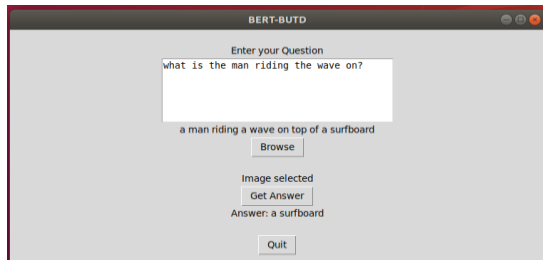 BERT-BUTD
Enter your Question
what is the man riding the wave on?
a man riding a wave on top of a surfboard
Browse
Image selected
Get Answer
Answer: a surfboard
Quit